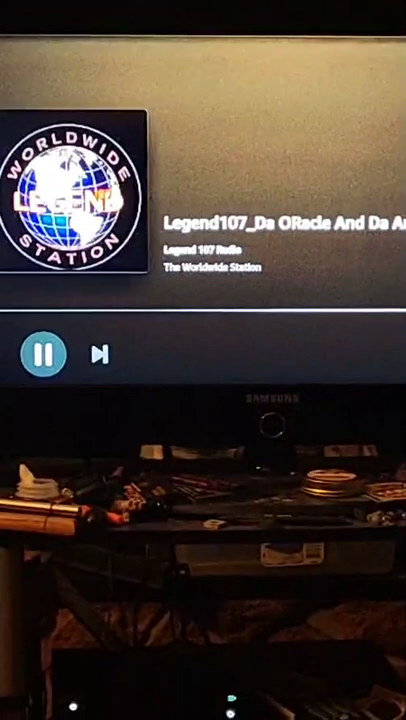 WORLDWIDE
LEGEND
STATION
Legend107_Da ORacle And Da A
Legend 107 Radio
The Worldwide Station
SAMSUNG